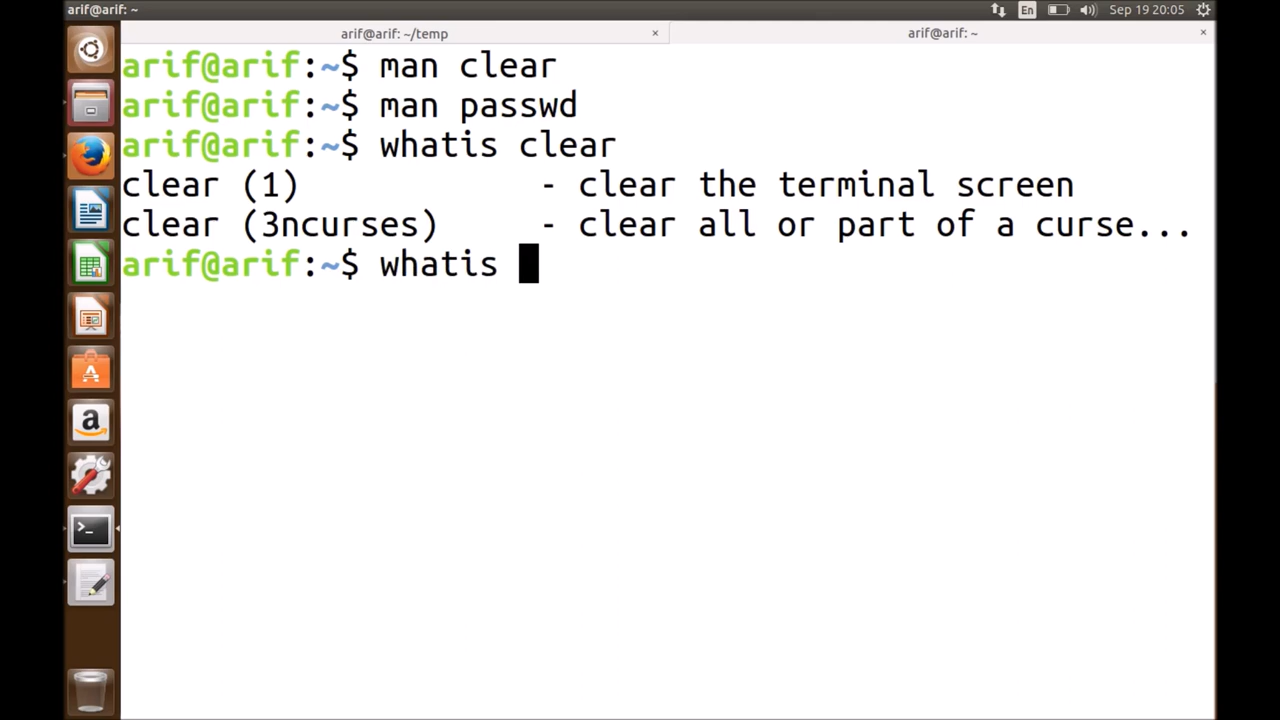 arif@arif: ~
En
Sep 19 20:05
arif@arif: ~/temp
arif@arif: ~
arif@arif:~$ man clear
arif@arif:~$ man passwd
arif@arif:~$ whatis clear
clear (1) - clear the terminal screen
clear (3ncurses) - clear all or part of a curse...
arif@arif:~$ whatis